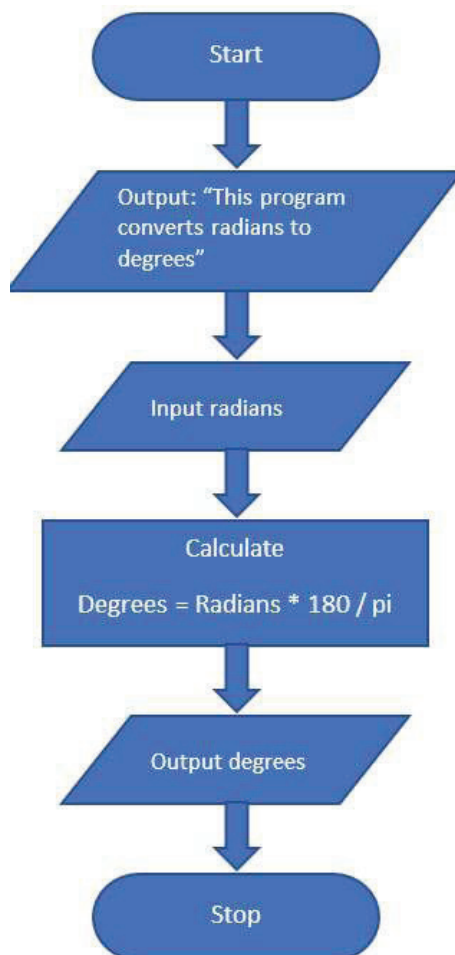 Start
Output: “This program
converts radians to
degrees”
Input radians
Calculate
Degrees = Radians * 180 / pi
Output degrees
Stop